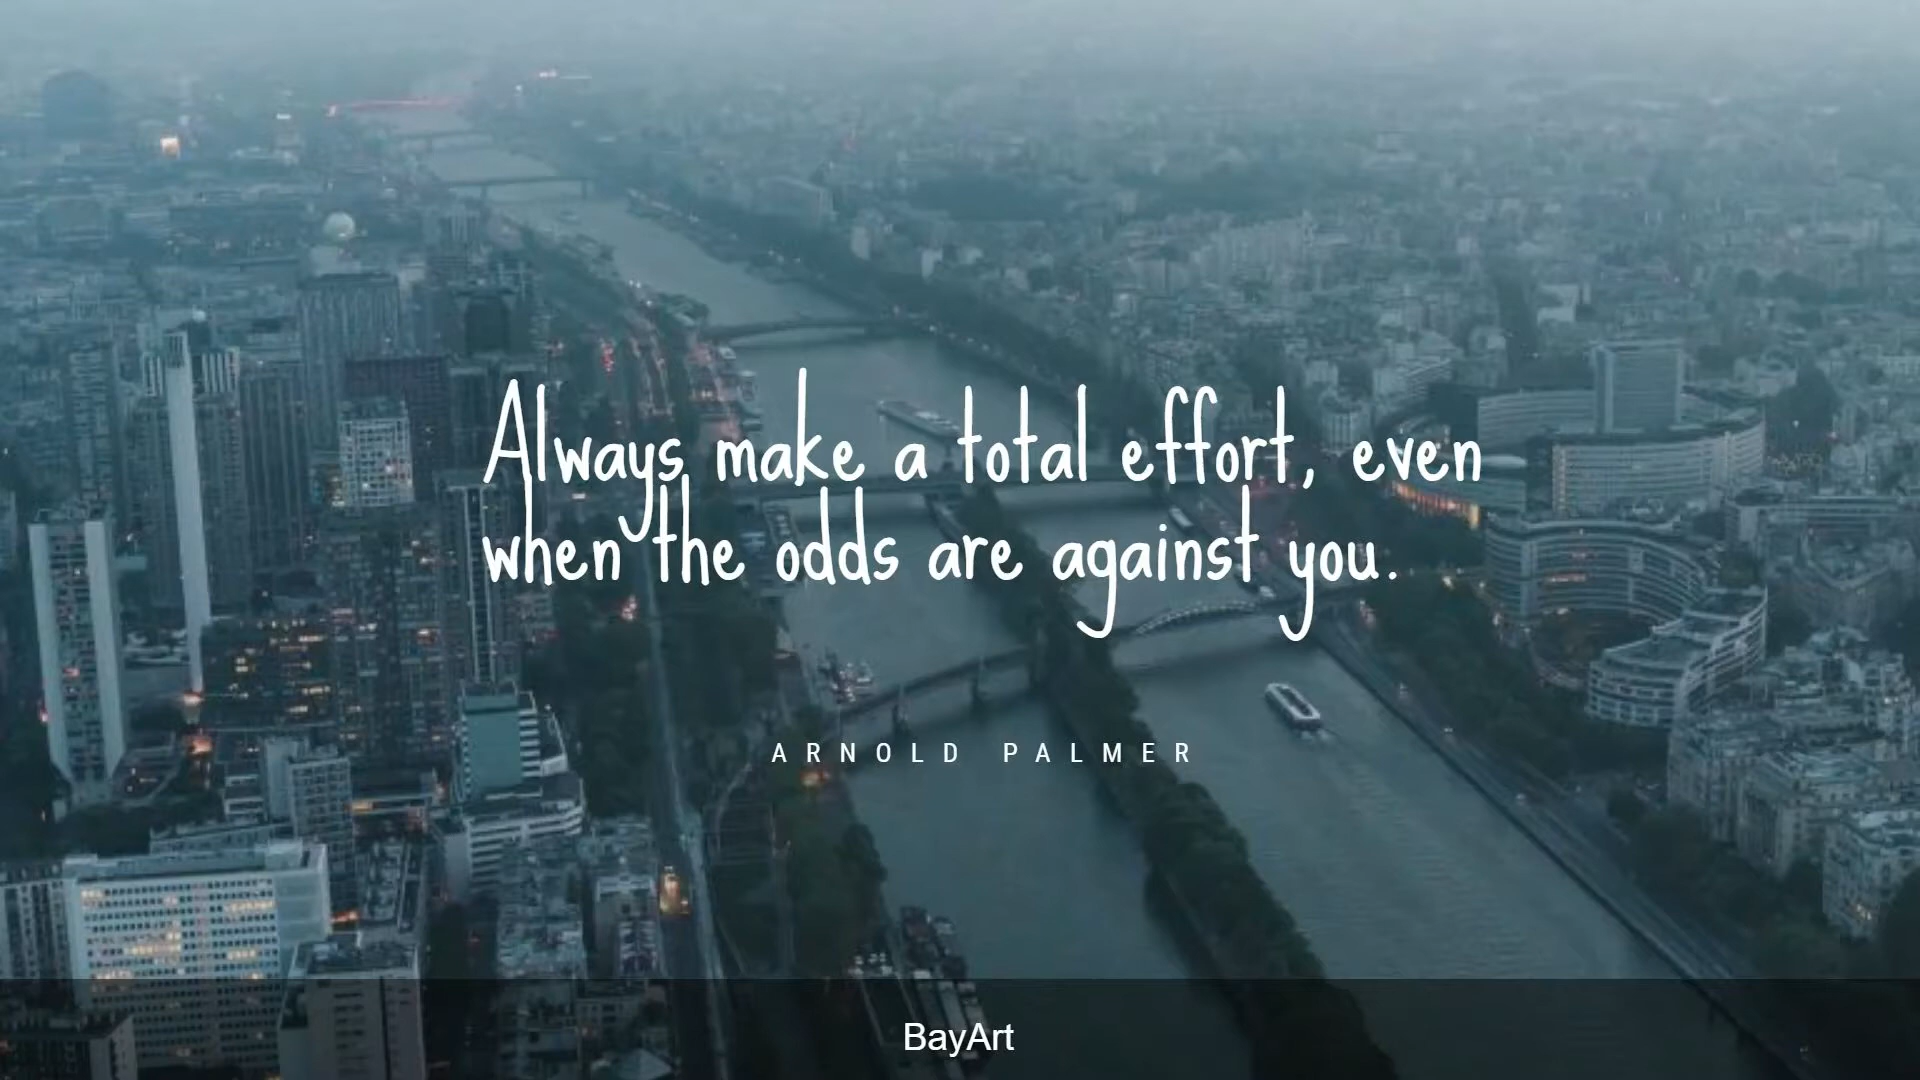 Always make a total effort, even
when the odds are against you.
ARNOLD PALMER
BayArt